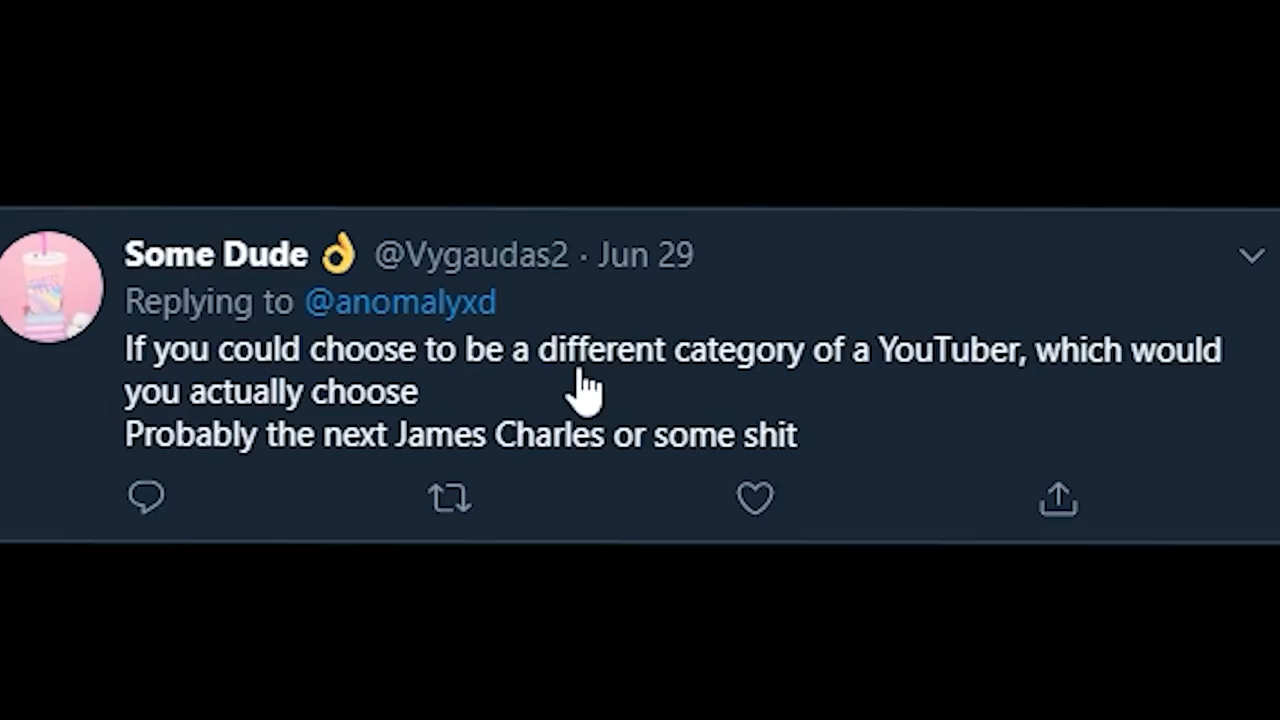 Some Dude 👌 @Vygaudas2 · Jun 29
Replying to @anomalyxd
If you could choose to be a different category of a YouTuber, which would
you actually choose
Probably the next James Charles or some shit